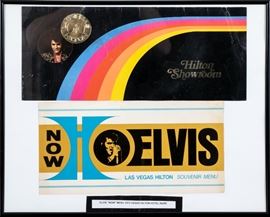 Hilton
Showroom
NOW
ELVIS
LAS VEGAS HILTON SOUVENIR MENU